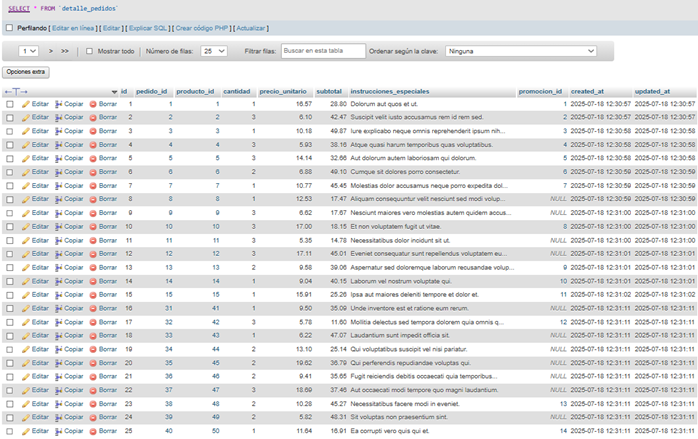 SELECT * FROM `detalle_pedidos`
Perfilando [ Editar en línea ] [ Editar ] [ Explicar SQL ] [ Crear código PHP ] [ Actualizar ]
1 > >> Mostrar todo Número de filas: 25 Filtrar filas: Buscar en esta tabla Ordenar según la clave: Ninguna
Opciones extra
←T→ id pedido_id producto_id cantidad precio_unitario subtotal instrucciones_especiales promocion_id created_at updated_at
Editar Copiar Borrar 1 1 1 1 16.57 28.80 Dolorum aut quos et ut. 1 2025-07-18 12:30:57 2025-07-18 12:30:57
Editar Copiar Borrar 2 2 2 3 6.10 42.47 Suscipit velit iusto accusamus rem id rem sed. 2 2025-07-18 12:30:57 2025-07-18 12:30:57
Editar Copiar Borrar 3 3 3 1 10.18 49.87 Iure explicabo neque omnis reprehenderit ipsum nih... 3 2025-07-18 12:30:58 2025-07-18 12:30:58
Editar Copiar Borrar 4 4 4 3 5.93 38.16 Atque quasi harum temporibus quas voluptatibus. 4 2025-07-18 12:30:58 2025-07-18 12:30:58
Editar Copiar Borrar 5 5 5 3 14.14 32.66 Aut dolorum autem laboriosam qui dolorum. 5 2025-07-18 12:30:58 2025-07-18 12:30:58
Editar Copiar Borrar 6 6 6 2 6.88 49.10 Cumque sit dolores porro consectetur. 6 2025-07-18 12:30:59 2025-07-18 12:30:59
Editar Copiar Borrar 7 7 7 1 10.77 45.45 Molestias dolor accusamus neque porro expedita dol... 7 2025-07-18 12:30:59 2025-07-18 12:30:59
Editar Copiar Borrar 8 8 8 1 12.53 17.47 Aliquam consequuntur velit nesciunt sed modi volup... NULL 2025-07-18 12:30:59 2025-07-18 12:30:59
Editar Copiar Borrar 9 9 9 3 6.62 17.67 Nesciunt maiores vero molestias autem quidem accus... NULL 2025-07-18 12:31:00 2025-07-18 12:31:00
Editar Copiar Borrar 10 10 10 3 17.00 18.15 Et non voluptatem fugit ut vitae. 8 2025-07-18 12:31:00 2025-07-18 12:31:00
Editar Copiar Borrar 11 11 11 3 5.35 14.78 Necessitatibus dolor incidunt sit ut. NULL 2025-07-18 12:31:00 2025-07-18 12:31:00
Editar Copiar Borrar 12 12 12 3 17.11 45.01 Eveniet consequatur sunt repellendus voluptatem eu... NULL 2025-07-18 12:31:01 2025-07-18 12:31:01
Editar Copiar Borrar 13 13 13 2 9.58 39.06 Aspernatur sed doloremque laborum recusandae volup... 9 2025-07-18 12:31:01 2025-07-18 12:31:01
Editar Copiar Borrar 14 14 14 1 9.04 40.15 Laborum vel nostrum voluptate qui. 10 2025-07-18 12:31:01 2025-07-18 12:31:01
Editar Copiar Borrar 15 15 15 1 15.91 25.26 Ipsa aut maiores deleniti tempore et dolor et. 11 2025-07-18 12:31:02 2025-07-18 12:31:02
Editar Copiar Borrar 16 31 41 1 9.50 35.09 Unde inventore est et ratione eum rerum. NULL 2025-07-18 12:31:11 2025-07-18 12:31:11
Editar Copiar Borrar 17 32 42 3 5.78 11.60 Mollitia delectus sed tempora dolorem quia omnis q... 12 2025-07-18 12:31:11 2025-07-18 12:31:11
Editar Copiar Borrar 18 33 43 1 6.22 47.07 Laudantium sunt impedit officia sit. NULL 2025-07-18 12:31:11 2025-07-18 12:31:11
Editar Copiar Borrar 19 34 44 2 13.10 25.14 Qui voluptatibus suscipit vel nisi pariatur. NULL 2025-07-18 12:31:11 2025-07-18 12:31:11
Editar Copiar Borrar 20 35 45 2 19.62 36.79 Qui perferendis repudiandae voluptas qui. NULL 2025-07-18 12:31:11 2025-07-18 12:31:11
Editar Copiar Borrar 21 36 46 2 9.41 35.65 Fugit reiciendis debitis occaecati quia temporibus... NULL 2025-07-18 12:31:11 2025-07-18 12:31:11
Editar Copiar Borrar 22 37 47 3 18.69 37.46 Aut occaecati modi tempore quo magni laudantium. NULL 2025-07-18 12:31:11 2025-07-18 12:31:11
Editar Copiar Borrar 23 38 48 2 10.28 45.27 Necessitatibus facere modi in eveniet. 13 2025-07-18 12:31:11 2025-07-18 12:31:11
Editar Copiar Borrar 24 39 49 2 5.82 48.31 Sit voluptas non praesentium sint. NULL 2025-07-18 12:31:11 2025-07-18 12:31:11
Editar Copiar Borrar 25 40 50 1 11.64 16.91 Ea corrupti vero quis qui et. 14 2025-07-18 12:31:11 2025-07-18 12:31:11